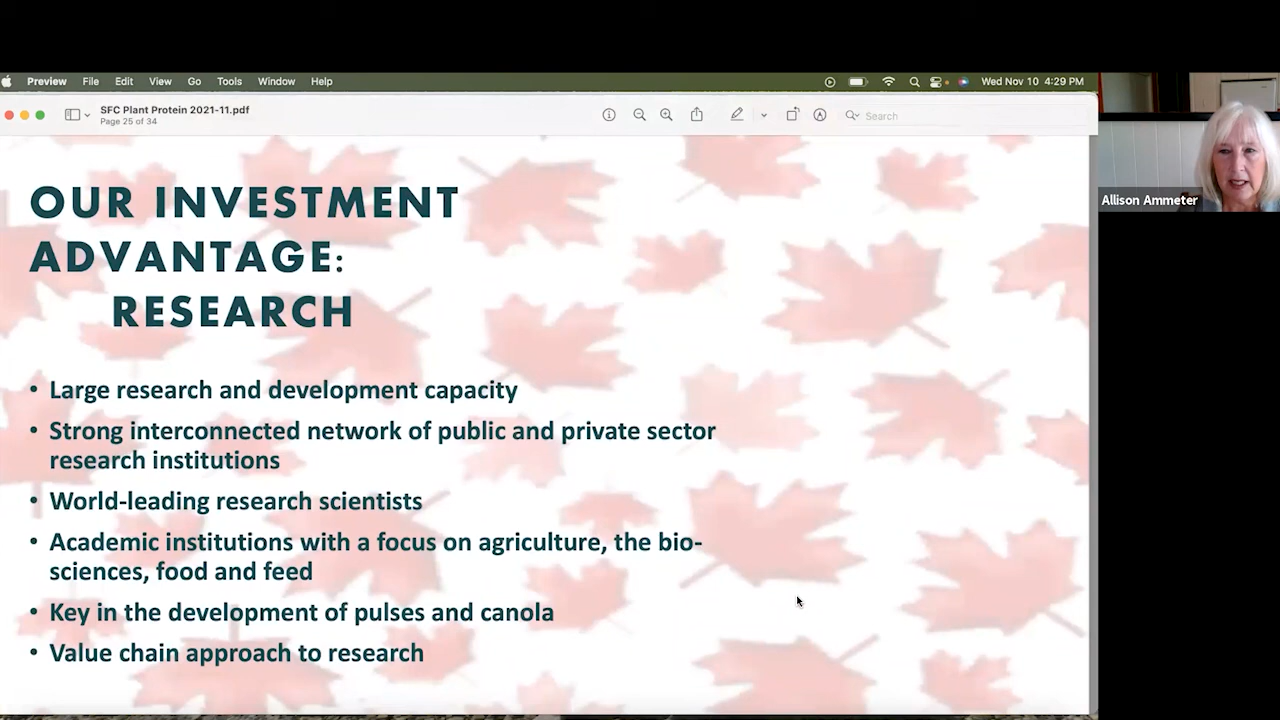 Preview File Edit View Go Tools Window Help Wed Nov 10 4:29 PM
SFC Plant Protein 2021-11.pdf
Page 25 of 34
Search
Allison Ammeter
OUR INVESTMENT
ADVANTAGE:
RESEARCH
• Large research and development capacity
• Strong interconnected network of public and private sector
research institutions
• World-leading research scientists
• Academic institutions with a focus on agriculture, the bio-
sciences, food and feed
• Key in the development of pulses and canola
• Value chain approach to research